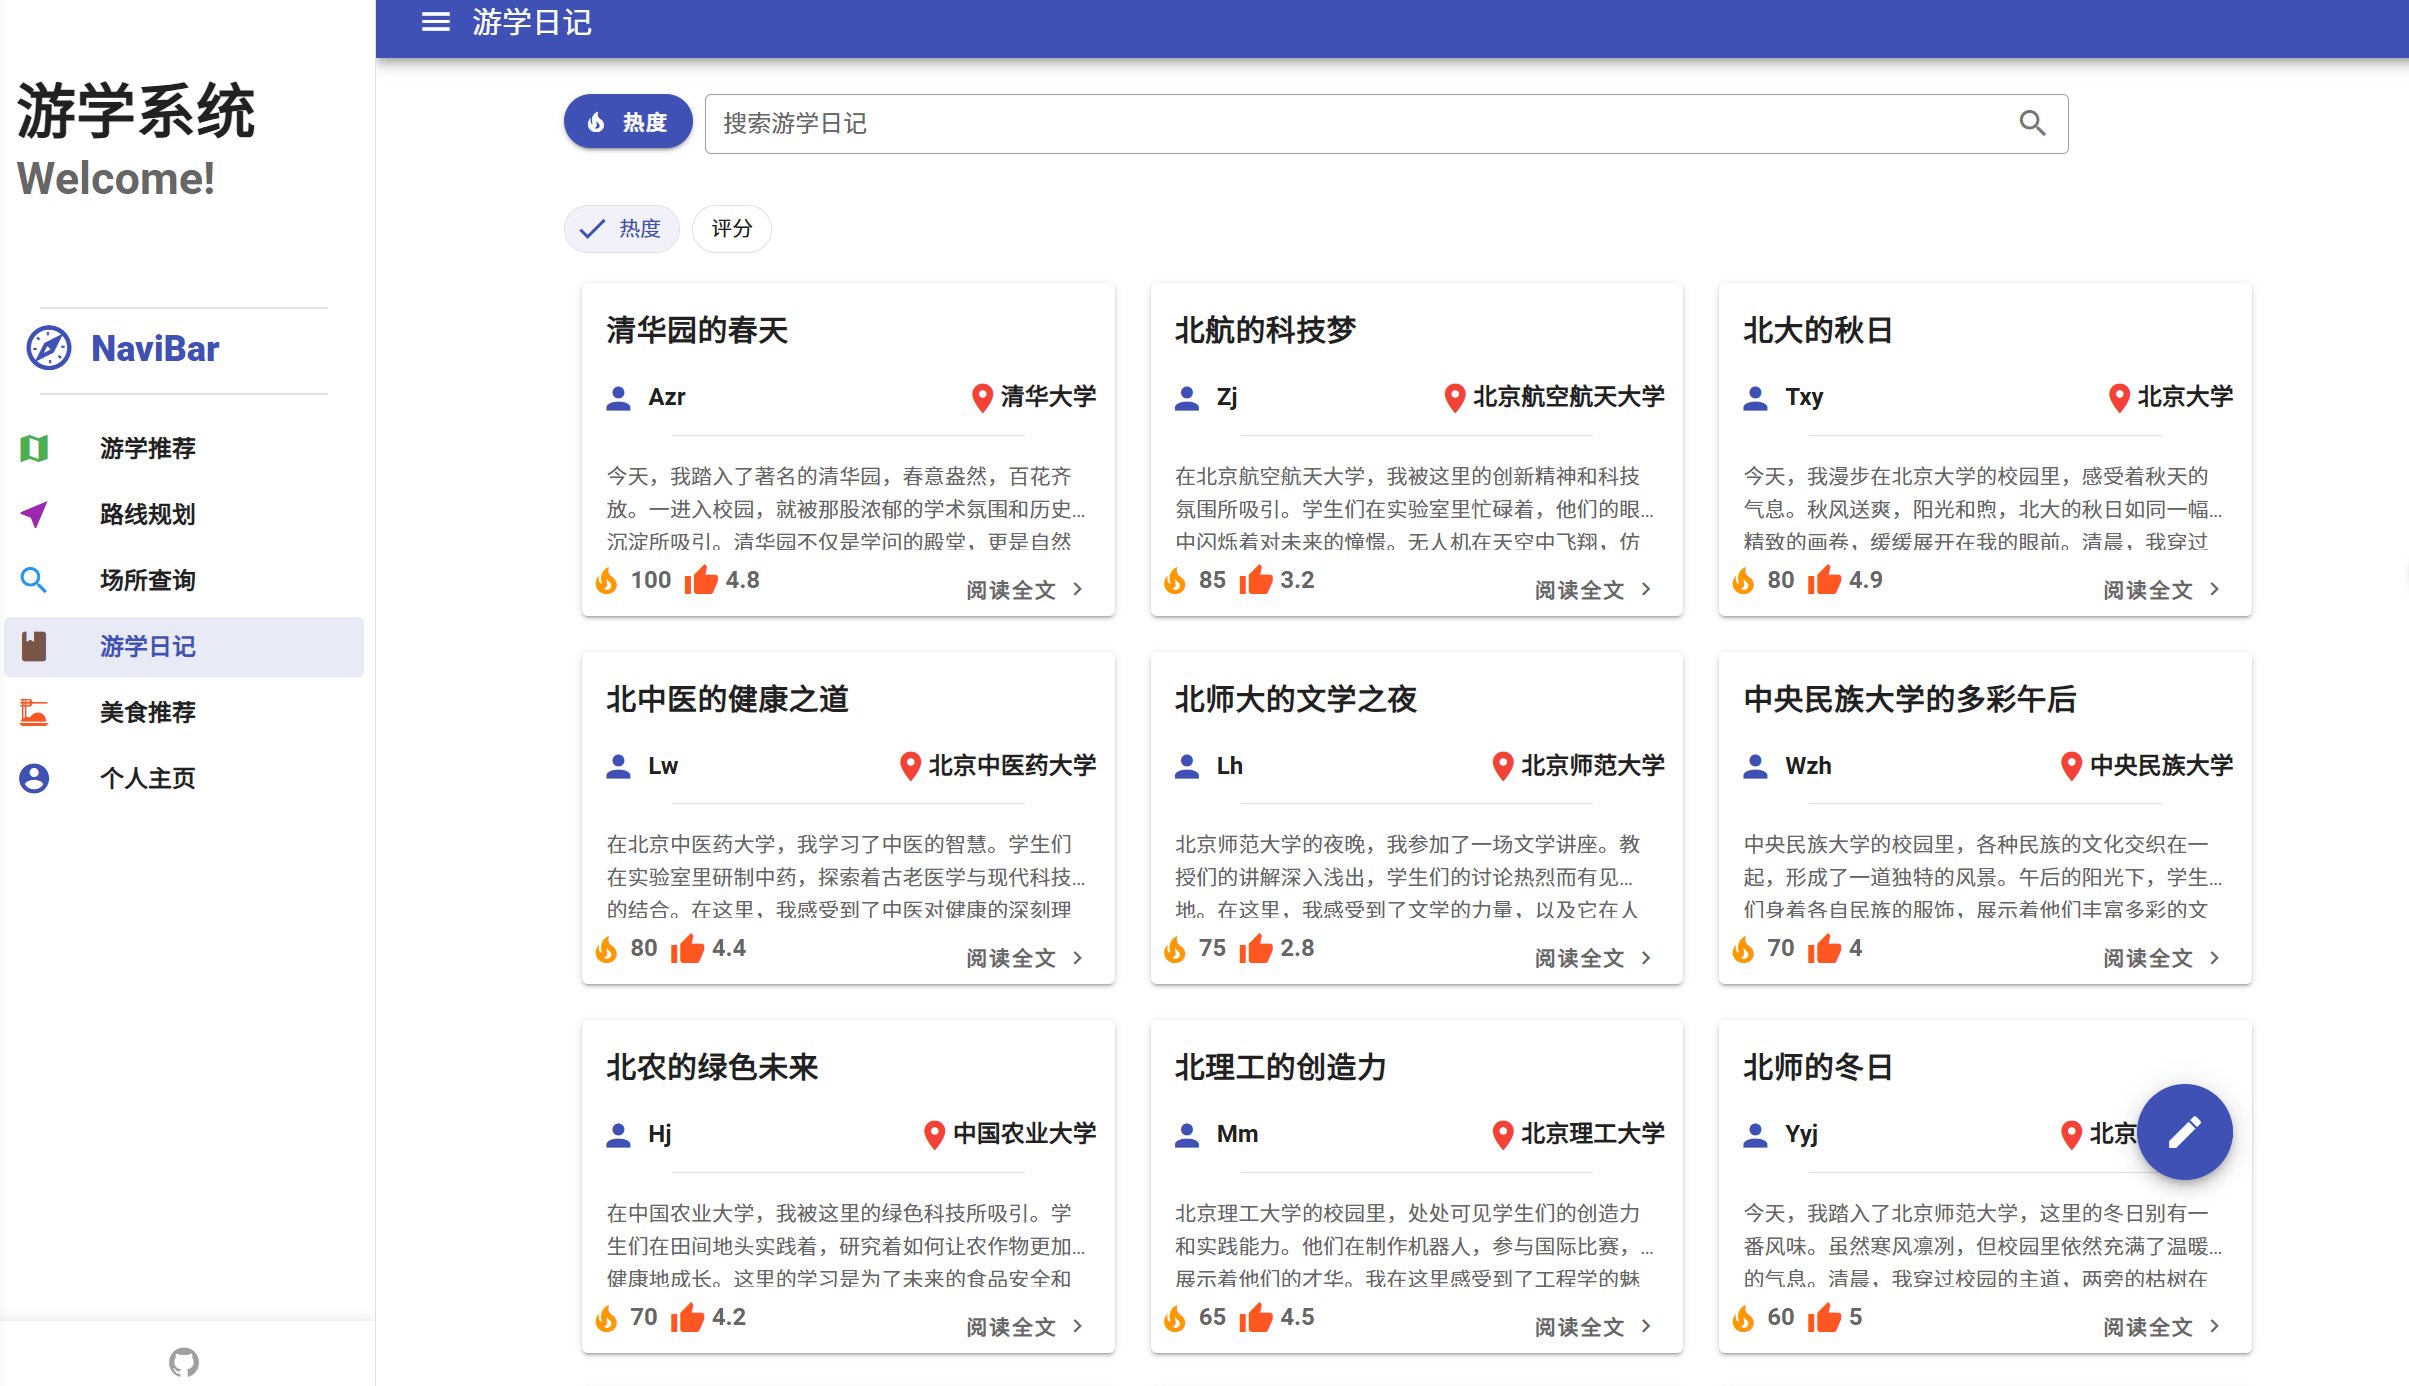 游学系统
Welcome!
NaviBar
游学推荐
路线规划
场所查询
游学日记
美食推荐
个人主页
游学日记
热度
搜索游学日记
热度
评分
清华园的春天
Azr
清华大学
今天，我踏入了著名的清华园，春意盎然，百花齐
放。一进入校园，就被那股浓郁的学术氛围和历史...
沉淀所吸引。清华园不仅是学问的殿堂，更是自然
100
4.8
阅读全文
北航的科技梦
Zj
北京航空航天大学
在北京航空航天大学，我被这里的创新精神和科技
氛围所吸引。学生们在实验室里忙碌着，他们的眼...
中闪烁着对未来的憧憬。无人机在天空中飞翔，仿
85
3.2
阅读全文
北大的秋日
Txy
北京大学
今天，我漫步在北京大学的校园里，感受着秋天的
气息。秋风送爽，阳光和煦，北大的秋日如同一幅...
精致的画卷，缓缓展开在我的眼前。清晨，我穿过
80
4.9
阅读全文
北中医的健康之道
Lw
北京中医药大学
在北京中医药大学，我学习了中医的智慧。学生们
在实验室里研制中药，探索着古老医学与现代科技...
的结合。在这里，我感受到了中医对健康的深刻理
80
4.4
阅读全文
北师大的文学之夜
Lh
北京师范大学
北京师范大学的夜晚，我参加了一场文学讲座。教
授们的讲解深入浅出，学生们的讨论热烈而有见...
地。在这里，我感受到了文学的力量，以及它在人
75
2.8
阅读全文
中央民族大学的多彩午后
Wzh
中央民族大学
中央民族大学的校园里，各种民族的文化交织在一
起，形成了一道独特的风景。午后的阳光下，学生...
们身着各自民族的服饰，展示着他们丰富多彩的文
70
4
阅读全文
北农的绿色未来
Hj
中国农业大学
在中国农业大学，我被这里的绿色科技所吸引。学
生们在田间地头实践着，研究着如何让农作物更加...
健康地成长。这里的学习是为了未来的食品安全和
70
4.2
阅读全文
北理工的创造力
Mm
北京理工大学
北京理工大学的校园里，处处可见学生们的创造力
和实践能力。他们在制作机器人，参与国际比赛，...
展示着他们的才华。我在这里感受到了工程学的魅
65
4.5
阅读全文
北师的冬日
Yyj
北京
今天，我踏入了北京师范大学，这里的冬日别有一
番风味。虽然寒风凛冽，但校园里依然充满了温暖...
的气息。清晨，我穿过校园的主道，两旁的枯树在
60
5
阅读全文